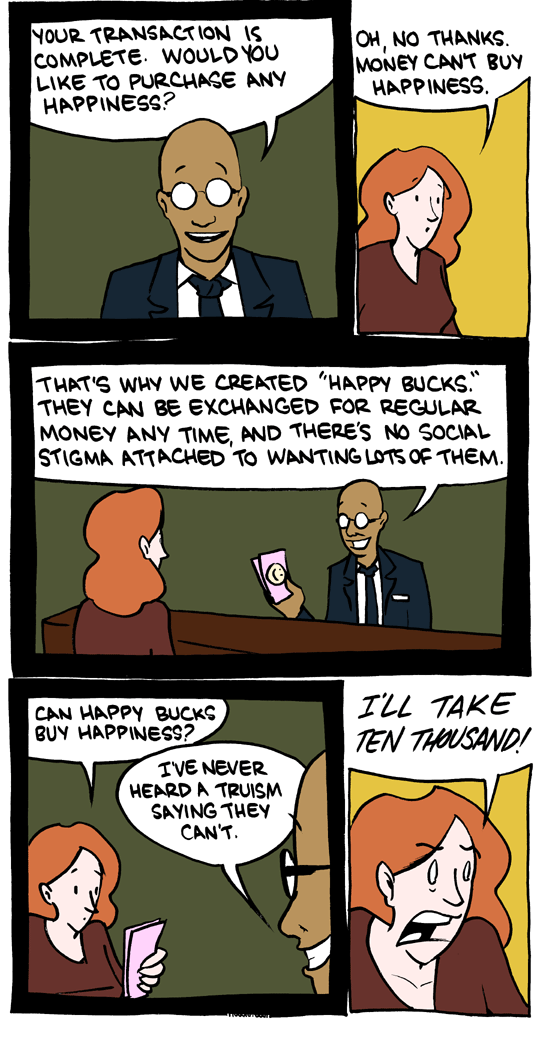 YOUR TRANSACTION IS
COMPLETE. WOULD YOU
LIKE TO PURCHASE ANY
HAPPINESS?
OH, NO THANKS.
MONEY CAN'T BUY
HAPPINESS.
THAT'S WHY WE CREATED "HAPPY BUCKS."
THEY CAN BE EXCHANGED FOR REGULAR
MONEY ANY TIME, AND THERE'S NO SOCIAL
STIGMA ATTACHED TO WANTING LOTS OF THEM.
CAN HAPPY BUCKS
BUY HAPPINESS?
I'VE NEVER
HEARD A TRUISM
SAYING THEY
CAN'T.
I'LL TAKE
TEN THOUSAND!